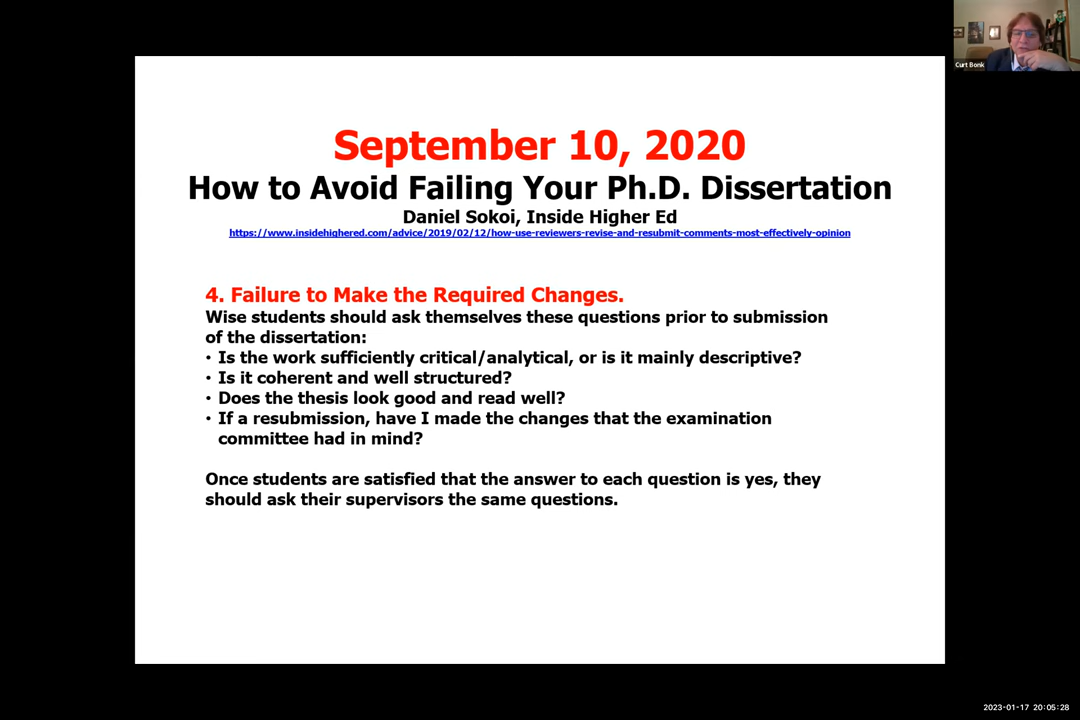 Curt Bonk
September 10, 2020
How to Avoid Failing Your Ph.D. Dissertation
Daniel Sokoi, Inside Higher Ed
https://www.insidehighered.com/advice/2019/02/12/how-use-reviewers-revise-and-resubmit-comments-most-effectively-opinion
4. Failure to Make the Required Changes.
Wise students should ask themselves these questions prior to submission
of the dissertation:
• Is the work sufficiently critical/analytical, or is it mainly descriptive?
• Is it coherent and well structured?
• Does the thesis look good and read well?
• If a resubmission, have I made the changes that the examination
committee had in mind?
Once students are satisfied that the answer to each question is yes, they
should ask their supervisors the same questions.
2023-01-17 20:05:28